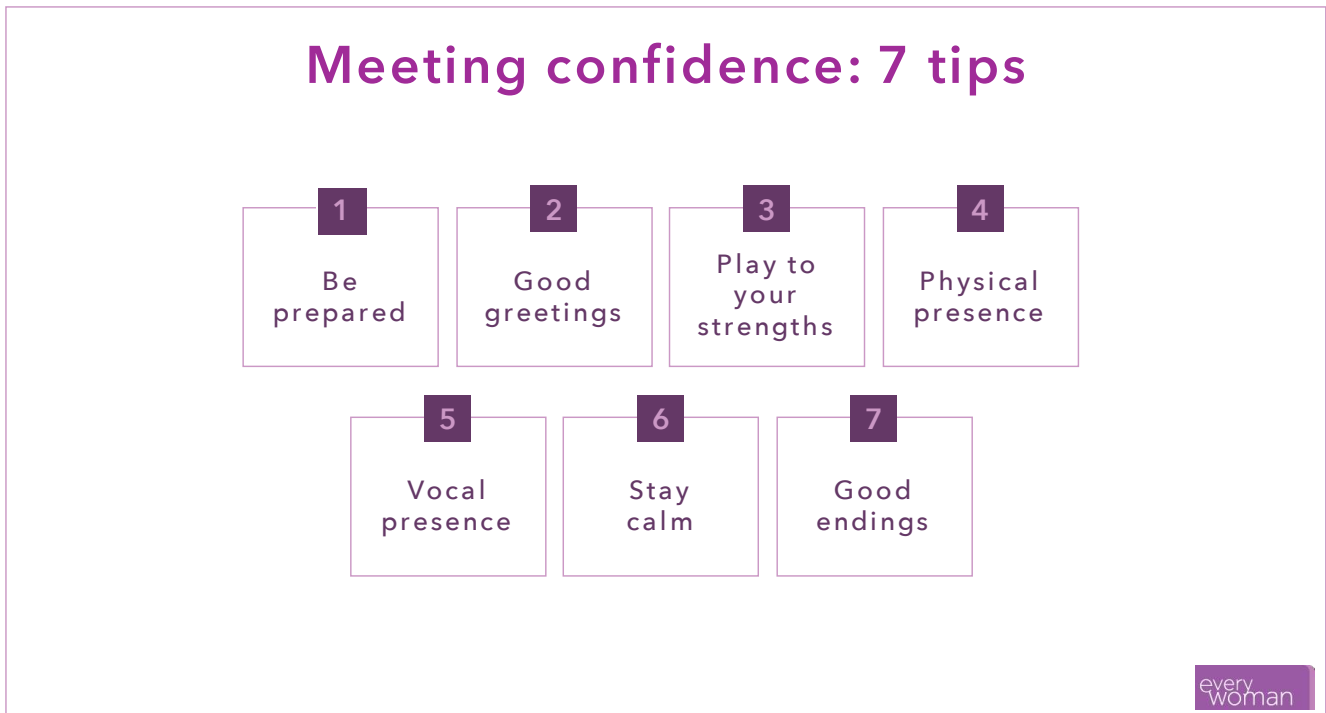 Meeting confidence: 7 tips
1
Be
prepared
2
Good
greetings
3
Play to
your
strengths
4
Physical
presence
5
Vocal
presence
6
Stay
calm
7
Good
endings
every
woman